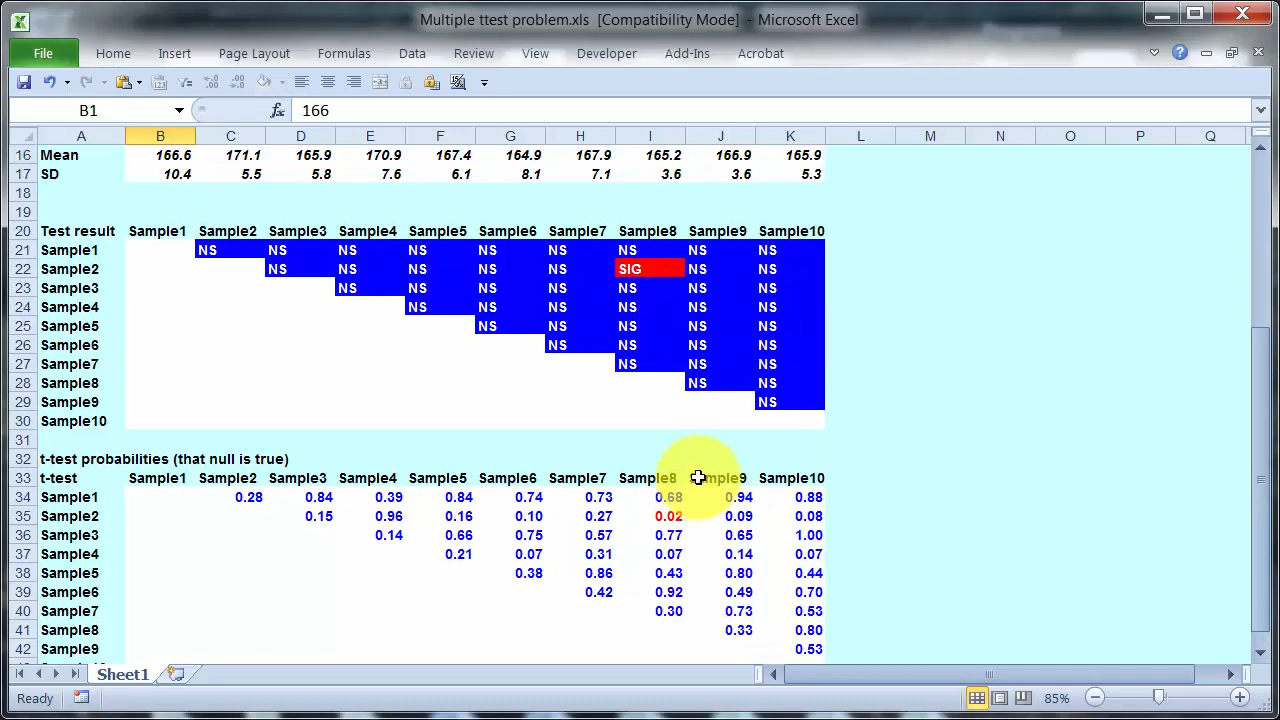 Multiple ttest problem.xls [Compatibility Mode] - Microsoft Excel
File Home Insert Page Layout Formulas Data Review View Developer Add-Ins Acrobat
B1 fx 166
A B C D E F G H I J K L M N O P Q
16 Mean 166.6 171.1 165.9 170.9 167.4 164.9 167.9 165.2 166.9 165.9
17 SD 10.4 5.5 5.8 7.6 6.1 8.1 7.1 3.6 3.6 5.3
18
19
20 Test result Sample1 Sample2 Sample3 Sample4 Sample5 Sample6 Sample7 Sample8 Sample9 Sample10
21 Sample1 NS NS NS NS NS NS NS NS NS
22 Sample2 NS NS NS NS NS SIG NS NS
23 Sample3 NS NS NS NS NS NS NS
24 Sample4 NS NS NS NS NS NS
25 Sample5 NS NS NS NS NS
26 Sample6 NS NS NS NS
27 Sample7 NS NS NS
28 Sample8 NS NS
29 Sample9 NS
30 Sample10
31
32 t-test probabilities (that null is true)
33 t-test Sample1 Sample2 Sample3 Sample4 Sample5 Sample6 Sample7 Sample8 Sample9 Sample10
34 Sample1 0.28 0.84 0.39 0.84 0.74 0.73 0.68 0.94 0.88
35 Sample2 0.15 0.96 0.16 0.10 0.27 0.02 0.09 0.08
36 Sample3 0.14 0.66 0.75 0.57 0.77 0.65 1.00
37 Sample4 0.21 0.07 0.31 0.07 0.14 0.07
38 Sample5 0.38 0.86 0.43 0.80 0.44
39 Sample6 0.42 0.92 0.49 0.70
40 Sample7 0.30 0.73 0.53
41 Sample8 0.33 0.80
42 Sample9 0.53
Sheet1
Ready 85%